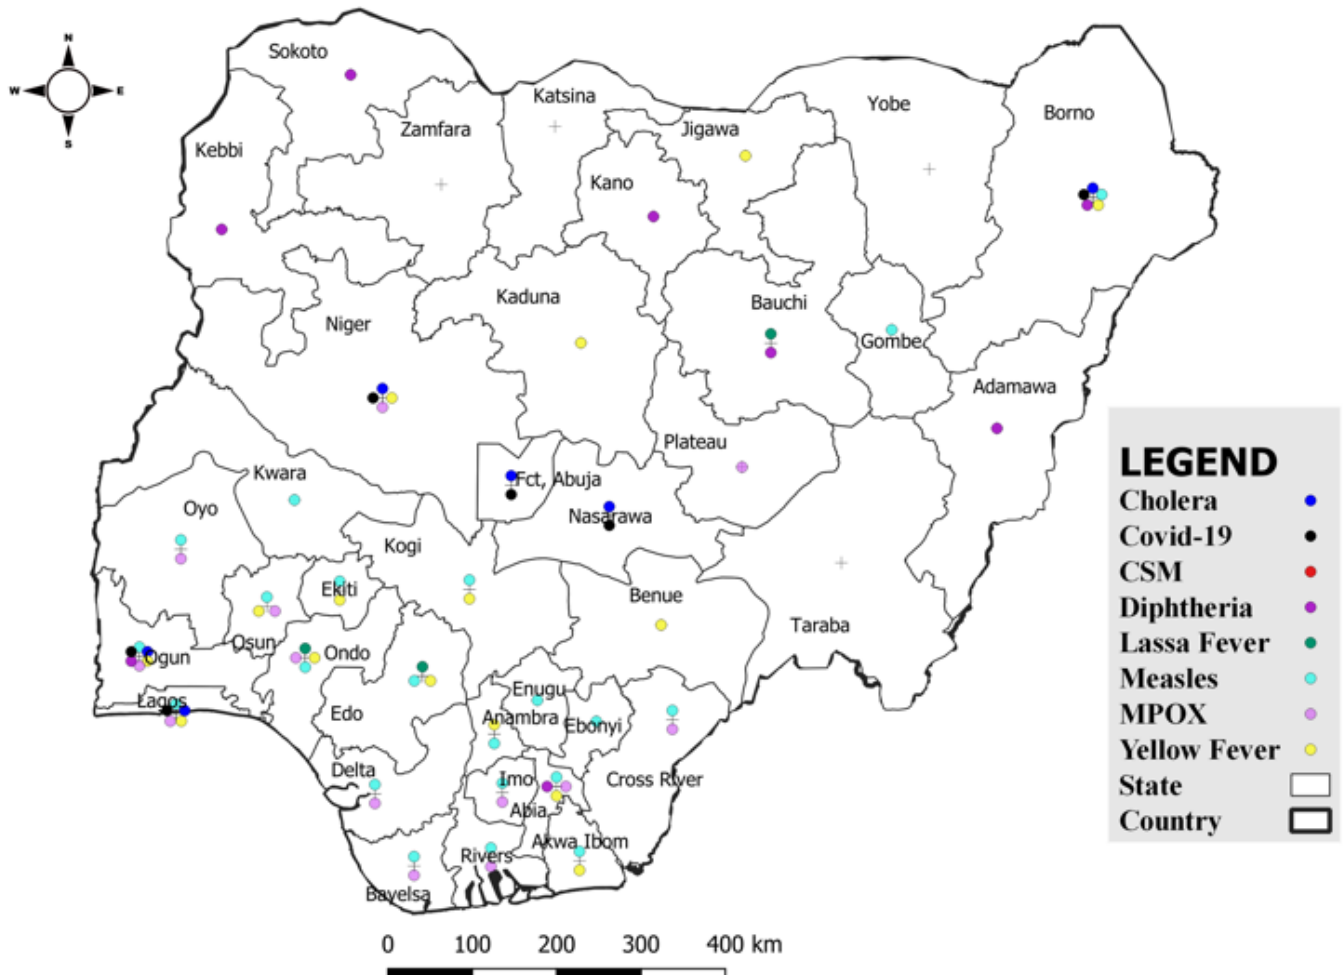 N
W
E
S
Sokoto
Katsina
Yobe
Borno
Zamfara
Jigawa
Kebbi
Kano
Kaduna
Bauchi
Niger
Gombe
Adamawa
Plateau
Kwara
Fct, Abuja
Oyo
Nasarawa
Kogi
Ekiti
Benue
Taraba
Osun
Ondo
Ogun
Enugu
Lagos
Edo
Anambra
Ebonyi
Delta
Imo
Cross River
Abia
Akwa Ibom
Rivers
Bayelsa
LEGEND
Cholera
Covid-19
CSM
Diphtheria
Lassa Fever
Measles
MPOX
Yellow Fever
State
Country
0 100 200 300 400 km